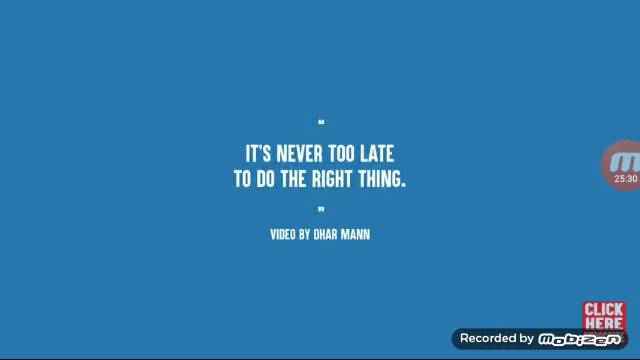 "
IT'S NEVER TOO LATE
TO DO THE RIGHT THING.
"
VIDEO BY DHAR MANN
25:30
CLICK
HERE
Recorded by mobizen